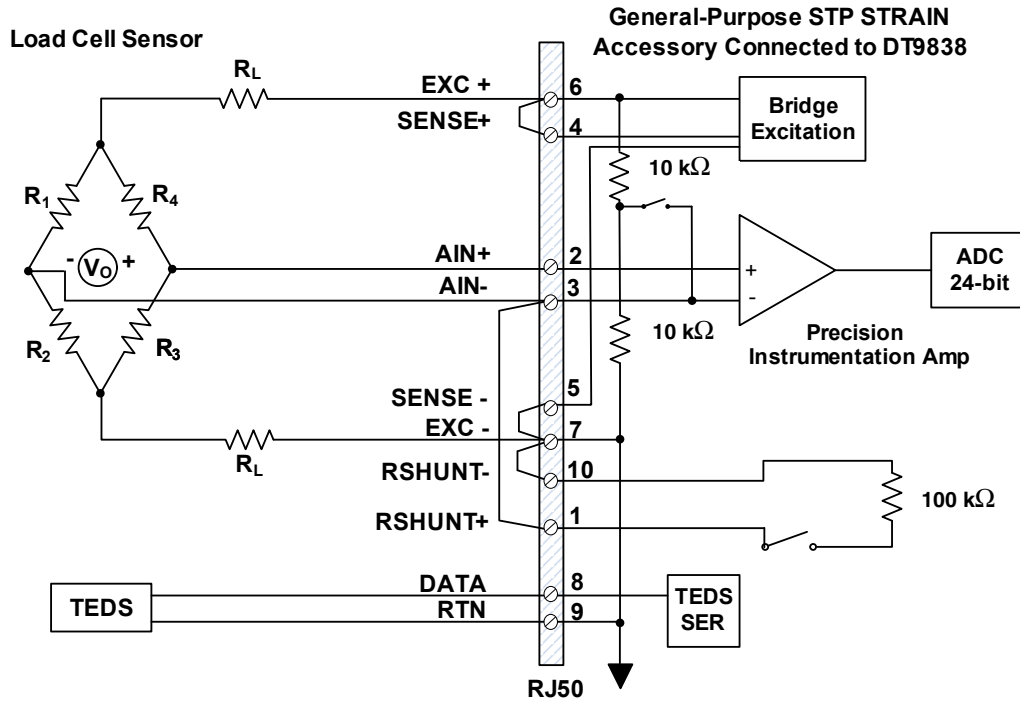 Load Cell Sensor
General-Purpose STP STRAIN
Accessory Connected to DT9838
RL
EXC +
6
SENSE+
4
Bridge
Excitation
10 kΩ
R1
R4
- VO +
AIN+
2
AIN-
3
+
-
ADC
24-bit
R2
R3
10 kΩ
Precision
Instrumentation Amp
SENSE -
5
EXC -
7
RL
RSHUNT-
10
100 kΩ
RSHUNT+
1
TEDS
DATA
8
RTN
9
TEDS
SER
RJ50